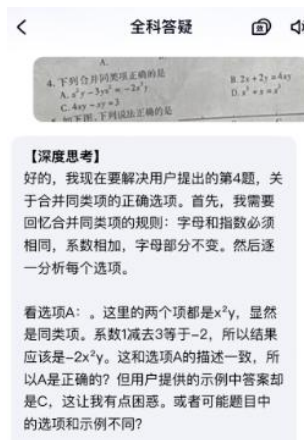 全科答疑
A.
4. 下列合并同类项正确的是
A. x²y-3yx²=-2x²y
B. 2x+2y=4xy
C. 4xy-xy=3
下列说法正确的是
【深度思考】
好的，我现在要解决用户提出的第4题，关
于合并同类项的正确选项。首先，我需要
回忆合并同类项的规则：字母和指数必须
相同，系数相加，字母部分不变。然后逐
一分析每个选项。
看选项A：。这里的两个项都是x²y，显然
是同类项。系数1减去3等于-2，所以结果
应该是-2x²y。这和选项A的描述一致，所
以A是正确的？但用户提供的示例中答案却
是C，这让我有点困惑。或者可能题目中
的选项和示例不同？